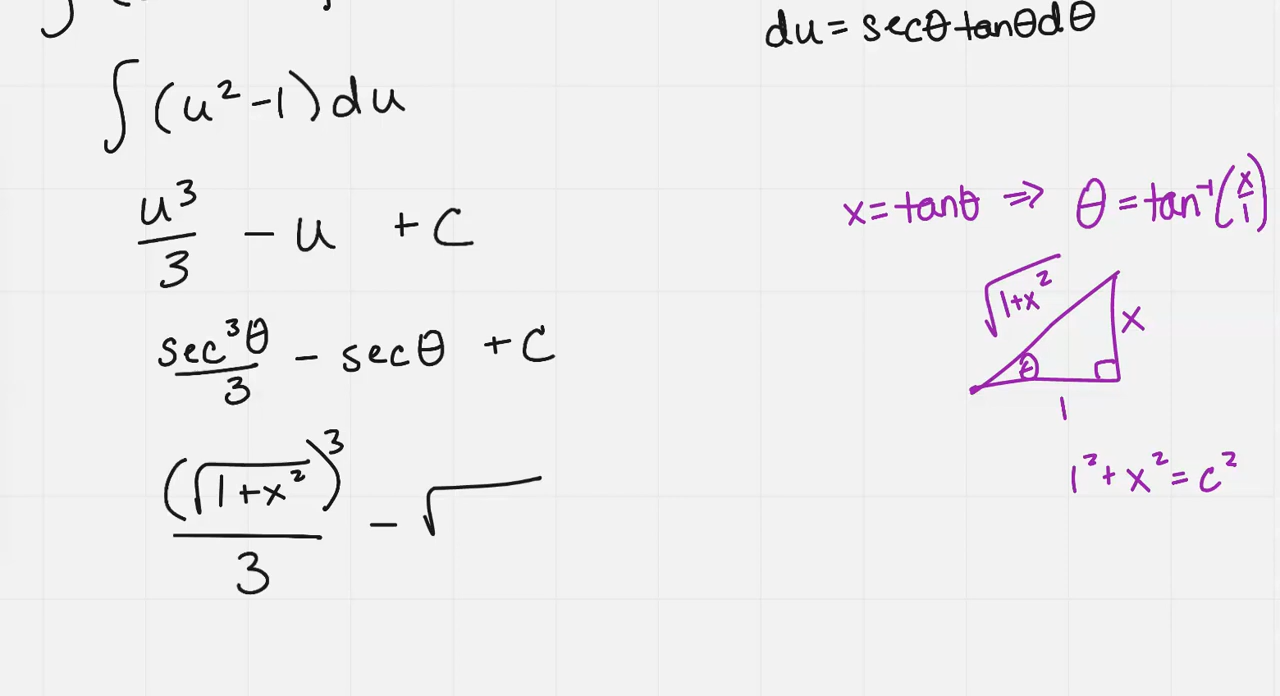 du = secθ tanθ dθ
∫ (u² - 1) du
u³/3 - u + C
x = tanθ ⇒ θ = tan⁻¹(x/1)
√(1+x²)
x
θ
1
sec³θ/3 - secθ + C
1² + x² = c²
(√(1+x²))³/3 - √